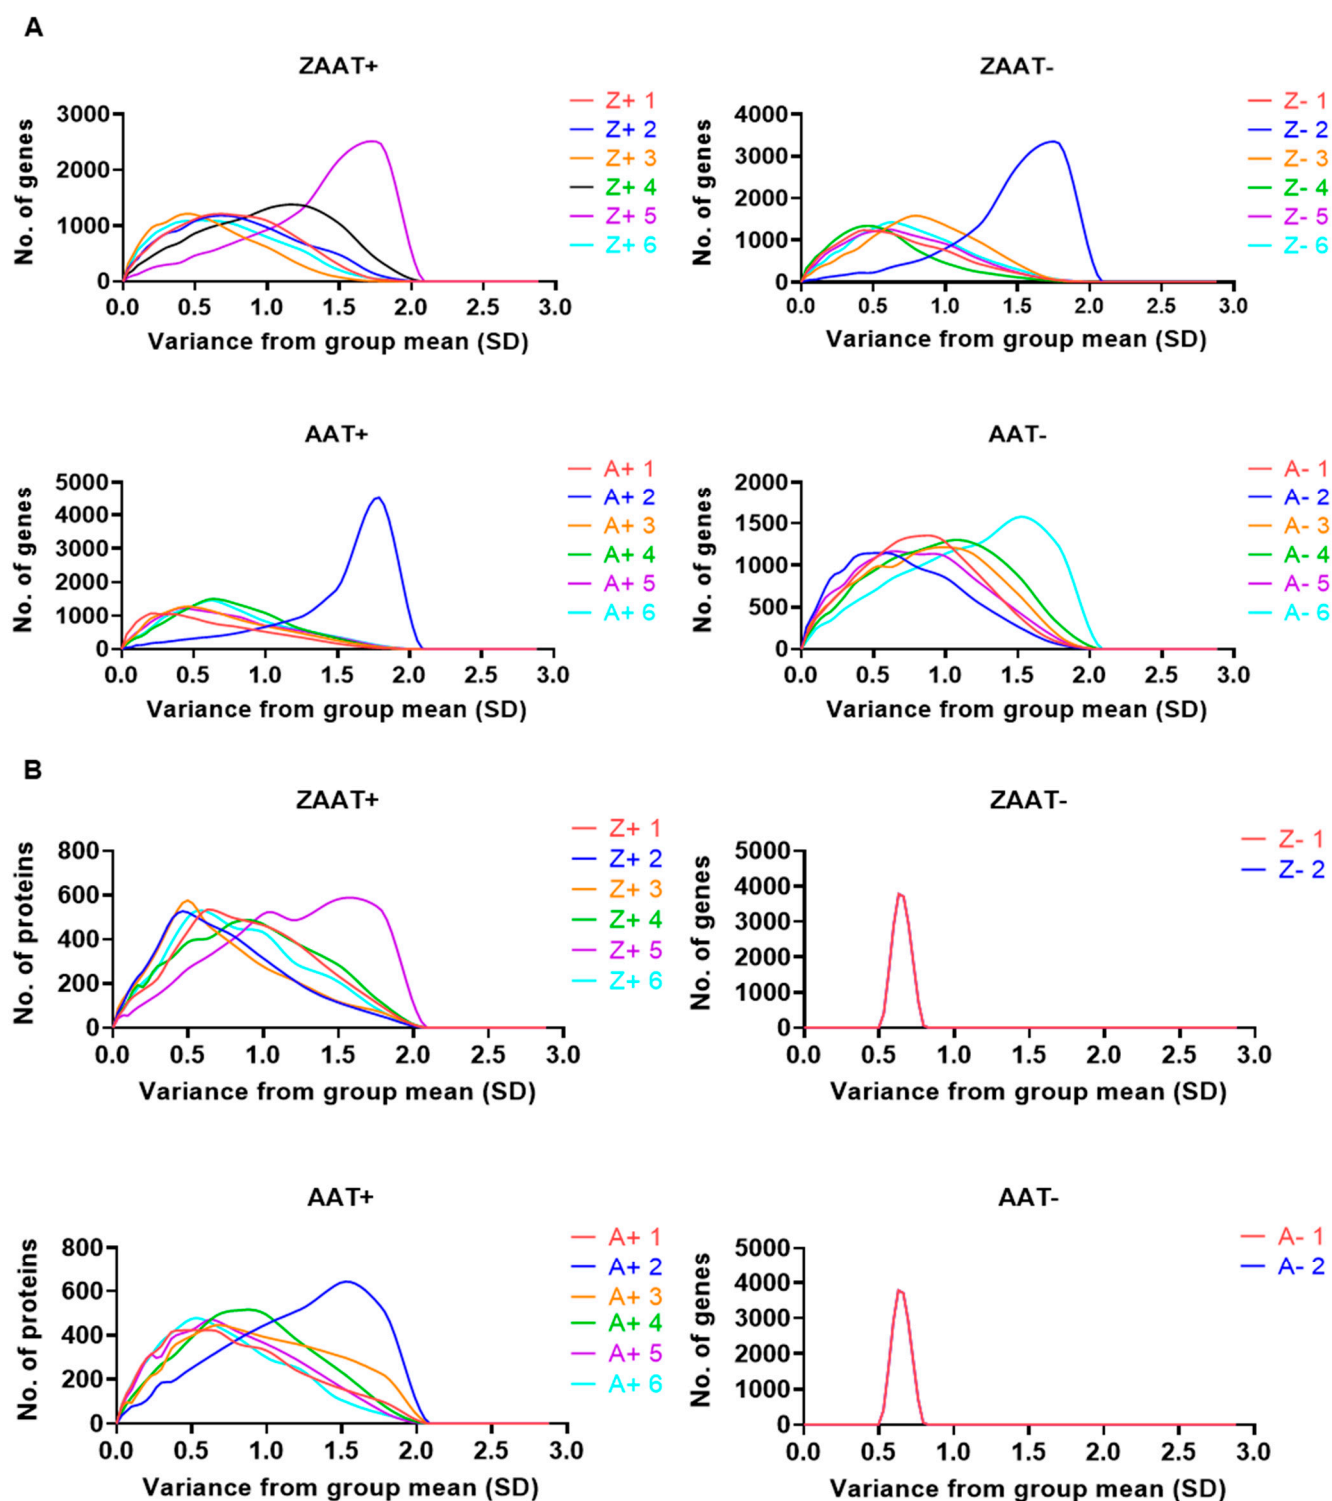 A
ZAAT+
No. of genes
3000
2000
1000
0
0.0 0.5 1.0 1.5 2.0 2.5 3.0
Variance from group mean (SD)
Z+ 1
Z+ 2
Z+ 3
Z+ 4
Z+ 5
Z+ 6
ZAAT-
No. of genes
4000
3000
2000
1000
0
0.0 0.5 1.0 1.5 2.0 2.5 3.0
Variance from group mean (SD)
Z- 1
Z- 2
Z- 3
Z- 4
Z- 5
Z- 6
AAT+
No. of genes
5000
4000
3000
2000
1000
0
0.0 0.5 1.0 1.5 2.0 2.5 3.0
Variance from group mean (SD)
A+ 1
A+ 2
A+ 3
A+ 4
A+ 5
A+ 6
AAT-
No. of genes
2000
1500
1000
500
0
0.0 0.5 1.0 1.5 2.0 2.5 3.0
Variance from group mean (SD)
A- 1
A- 2
A- 3
A- 4
A- 5
A- 6
B
ZAAT+
No. of proteins
800
600
400
200
0
0.0 0.5 1.0 1.5 2.0 2.5 3.0
Variance from group mean (SD)
Z+ 1
Z+ 2
Z+ 3
Z+ 4
Z+ 5
Z+ 6
ZAAT-
No. of genes
5000
4000
3000
2000
1000
0
0.0 0.5 1.0 1.5 2.0 2.5 3.0
Variance from group mean (SD)
Z- 1
Z- 2
AAT+
No. of proteins
800
600
400
200
0
0.0 0.5 1.0 1.5 2.0 2.5 3.0
Variance from group mean (SD)
A+ 1
A+ 2
A+ 3
A+ 4
A+ 5
A+ 6
AAT-
No. of genes
5000
4000
3000
2000
1000
0
0.0 0.5 1.0 1.5 2.0 2.5 3.0
Variance from group mean (SD)
A- 1
A- 2